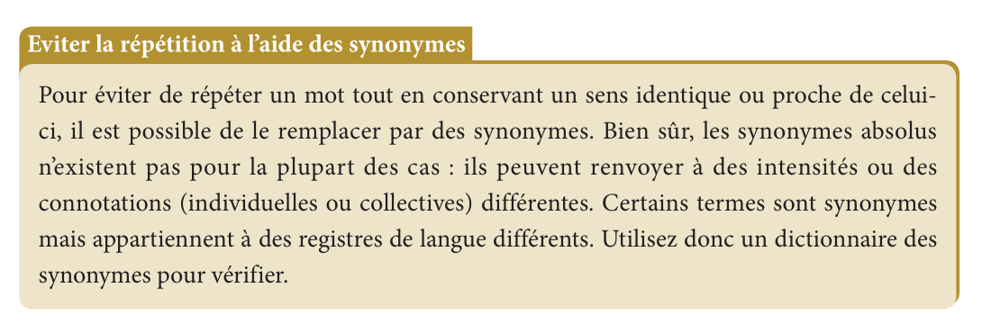 Eviter la répétition à l’aide des synonymes
Pour éviter de répéter un mot tout en conservant un sens identique ou proche de celui-
ci, il est possible de le remplacer par des synonymes. Bien sûr, les synonymes absolus
n’existent pas pour la plupart des cas : ils peuvent renvoyer à des intensités ou des
connotations (individuelles ou collectives) différentes. Certains termes sont synonymes
mais appartiennent à des registres de langue différents. Utilisez donc un dictionnaire des
synonymes pour vérifier.